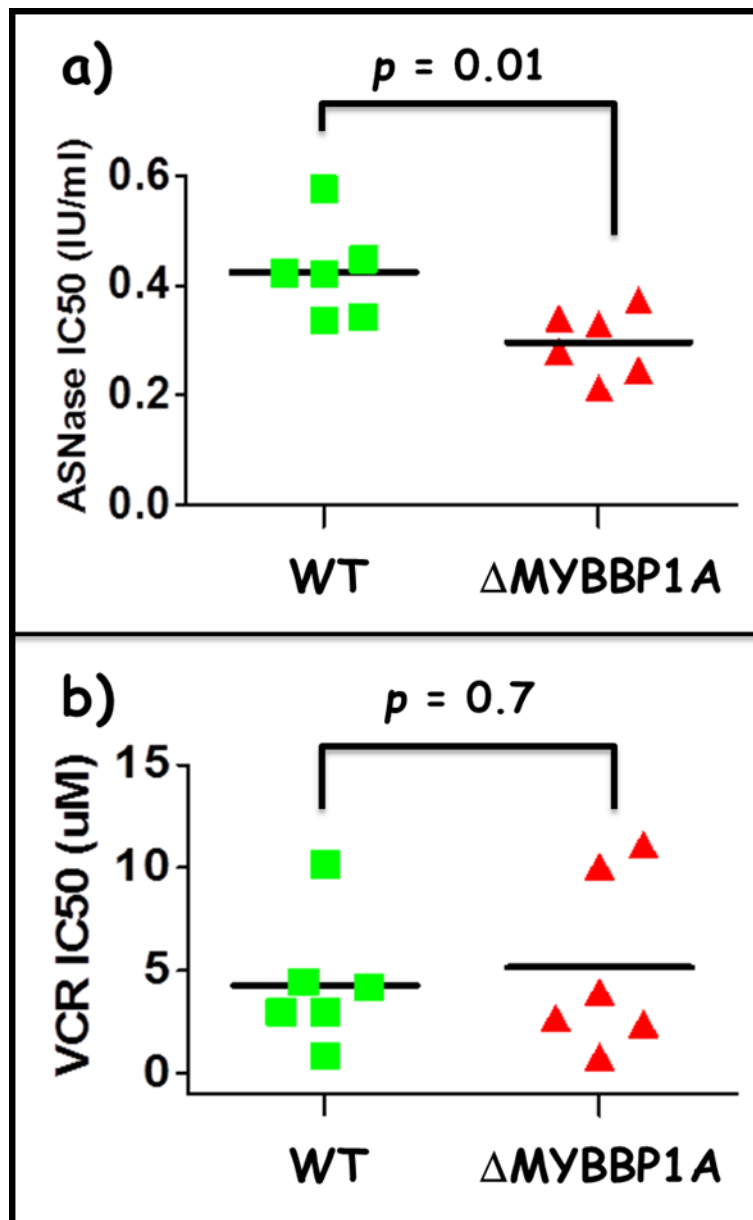 a)
p = 0.01
ASNase IC50 (IU/ml)
0.6
0.4
0.2
0.0
WT ΔMYBBP1A
b)
p = 0.7
VCR IC50 (uM)
15
10
5
0
WT ΔMYBBP1A